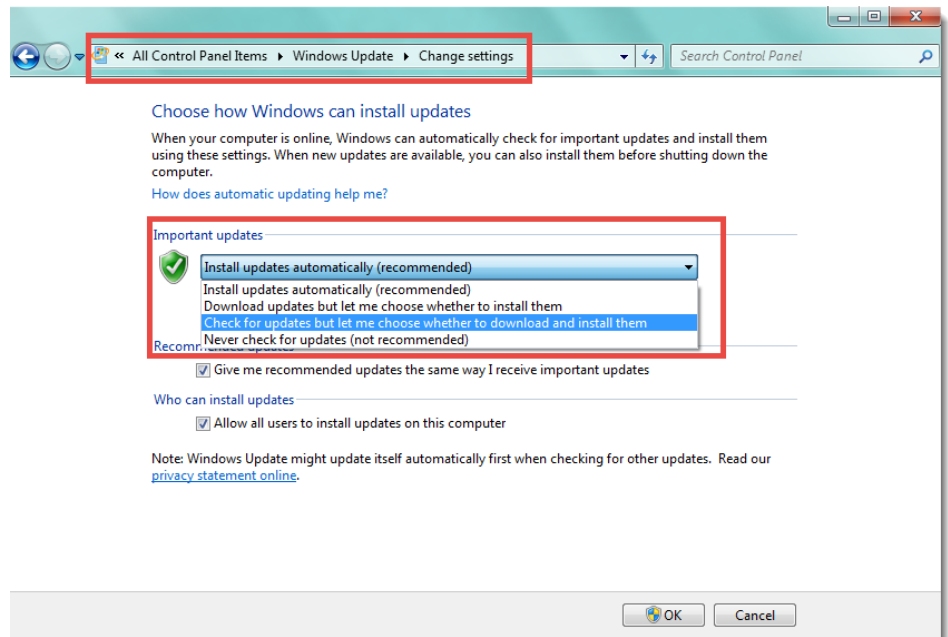 « All Control Panel Items ▸ Windows Update ▸ Change settings
Search Control Panel
Choose how Windows can install updates
When your computer is online, Windows can automatically check for important updates and install them
using these settings. When new updates are available, you can also install them before shutting down the
computer.
How does automatic updating help me?
Important updates
Install updates automatically (recommended)
Install updates automatically (recommended)
Download updates but let me choose whether to install them
Check for updates but let me choose whether to download and install them
Never check for updates (not recommended)
Recommended updates
Give me recommended updates the same way I receive important updates
Who can install updates
Allow all users to install updates on this computer
Note: Windows Update might update itself automatically first when checking for other updates. Read our
privacy statement online.
OK
Cancel